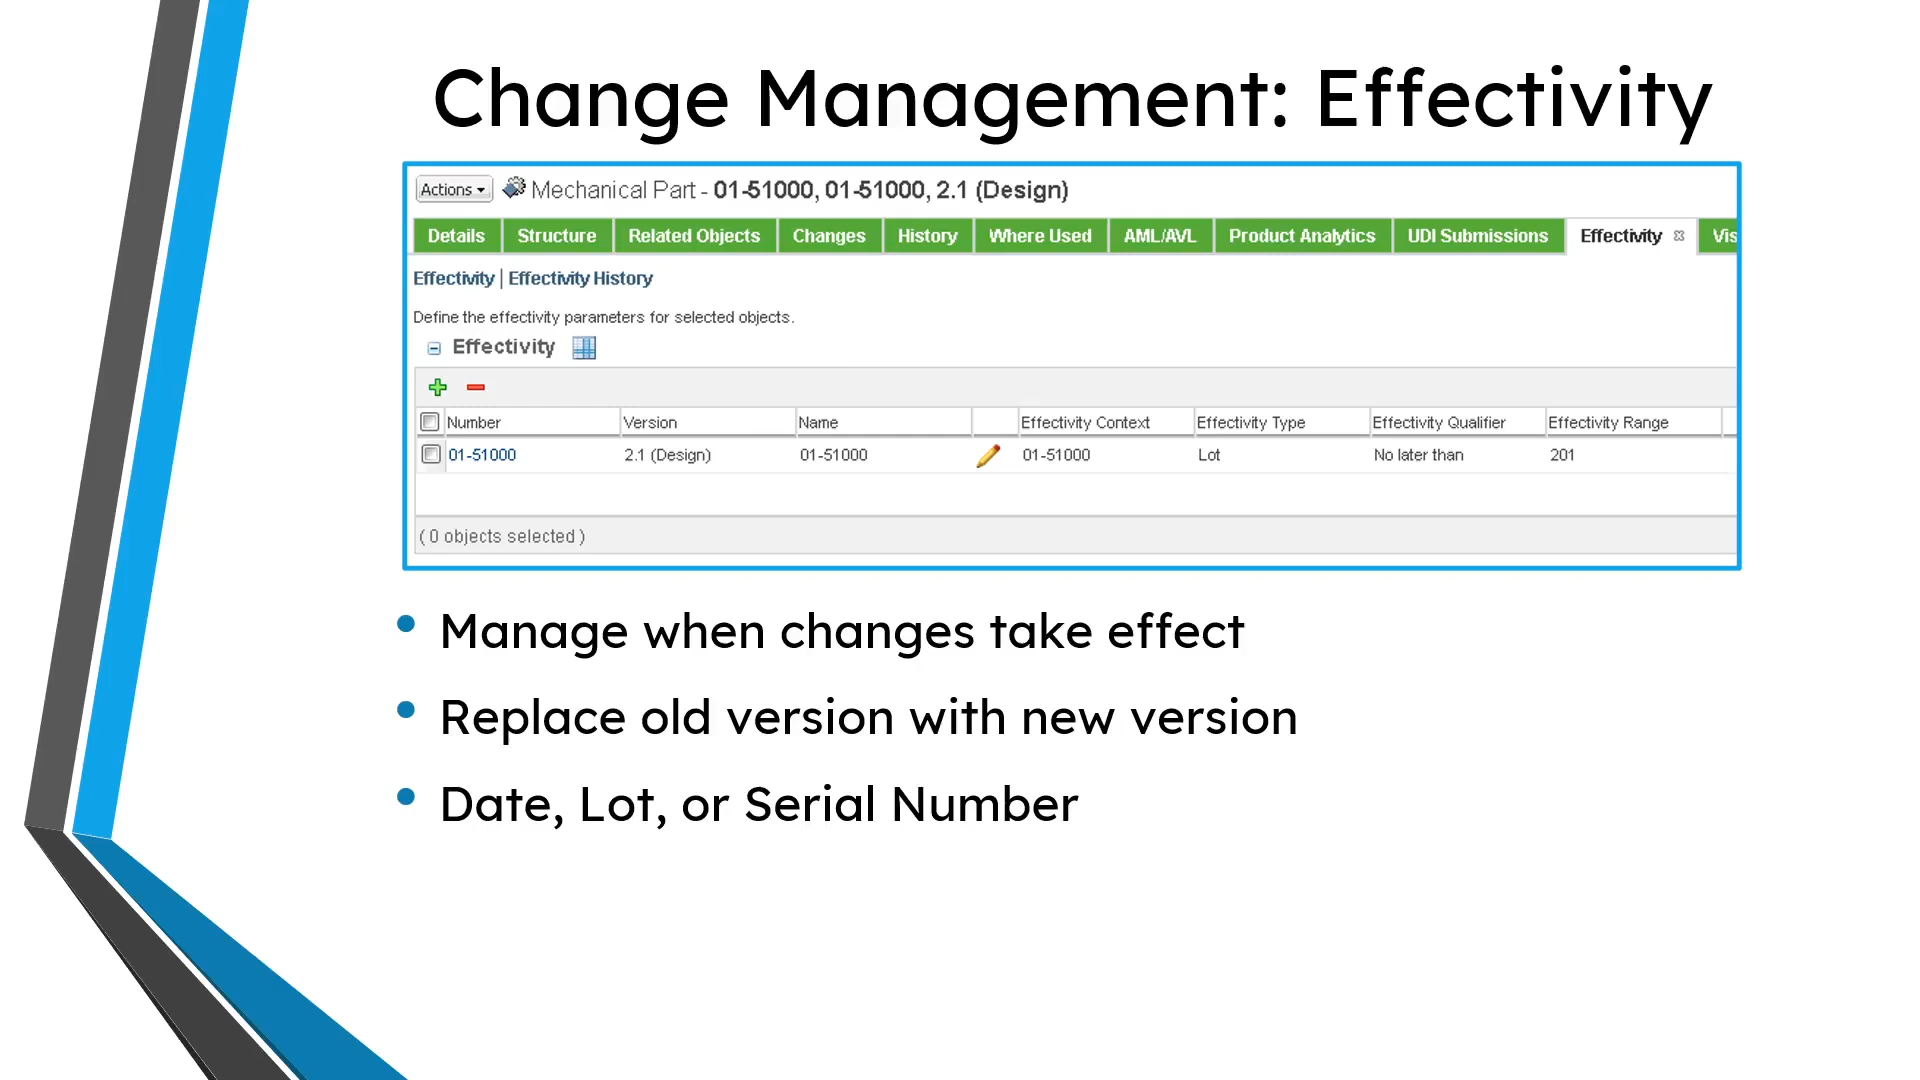 Change Management: Effectivity
Actions Mechanical Part - 01-51000, 01-51000, 2.1 (Design)
Details Structure Related Objects Changes History Where Used AML/AVL Product Analytics UDI Submissions Effectivity Vis
Effectivity | Effectivity History
Define the effectivity parameters for selected objects.
Effectivity
Number Version Name Effectivity Context Effectivity Type Effectivity Qualifier Effectivity Range
01-51000 2.1 (Design) 01-51000 01-51000 Lot No later than 201
( 0 objects selected )
• Manage when changes take effect
• Replace old version with new version
• Date, Lot, or Serial Number